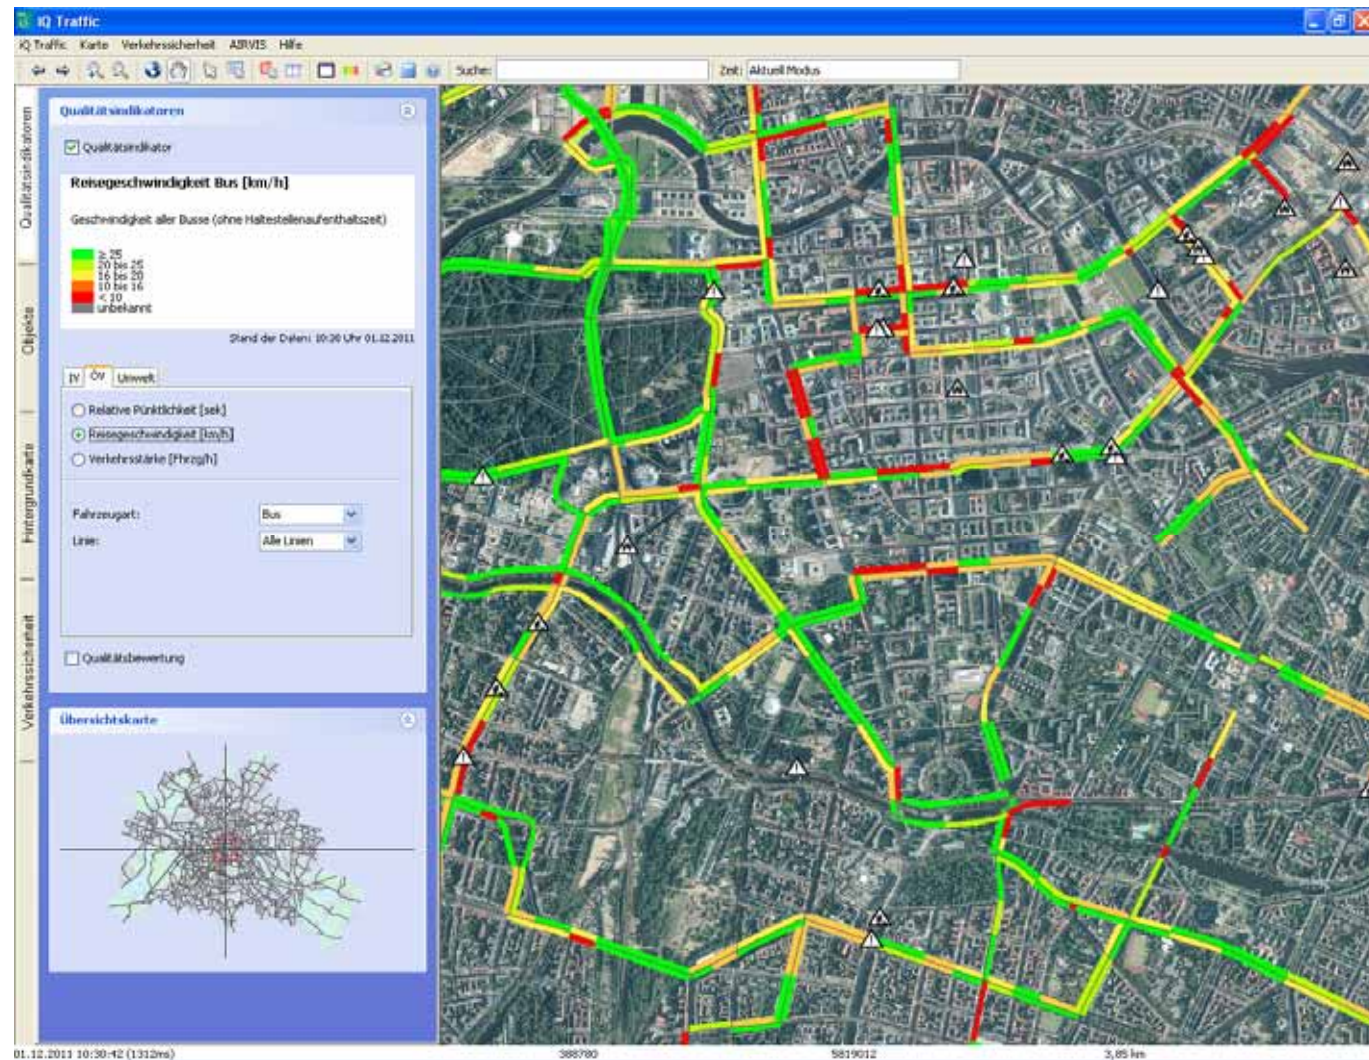 iQ Traffic
iQ Traffic Karte Verkehrssicherheit AIRVIS Hilfe
Suche: Zeit: Aktuell Modus
Qualitätsindikatoren
Objekte
Hintergrundkarte
Verkehrssicherheit
Qualitätsindikatoren
Qualitätsindikator
Reisegeschwindigkeit Bus [km/h]
Geschwindigkeit aller Busse (ohne Haltestellenaufenthaltszeit)
≥ 25
20 bis 25
16 bis 20
10 bis 16
< 10
unbekannt
Stand der Daten: 10:30 Uhr 01.12.2011
IV ÖV Umwelt
Relative Pünktlichkeit [sek]
Reisegeschwindigkeit [km/h]
Verkehrsstärke [Fhrzg/h]
Fahrzeugart: Bus
Linie: Alle Linien
Qualitätsbewertung
Übersichtskarte
01.12.2011 10:30:42 (1312ms) 388780 5819012 3,85 km